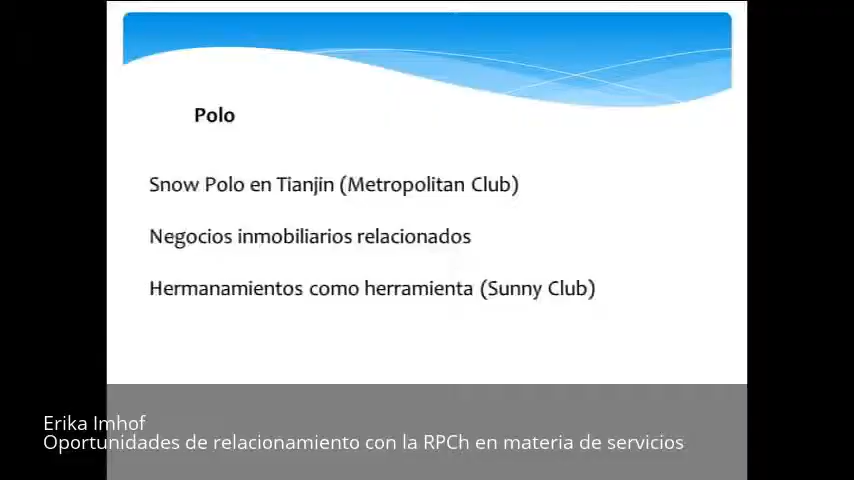 Polo
Snow Polo en Tianjin (Metropolitan Club)
Negocios inmobiliarios relacionados
Hermanamientos como herramienta (Sunny Club)
Erika Imhof
Oportunidades de relacionamiento con la RPCh en materia de servicios